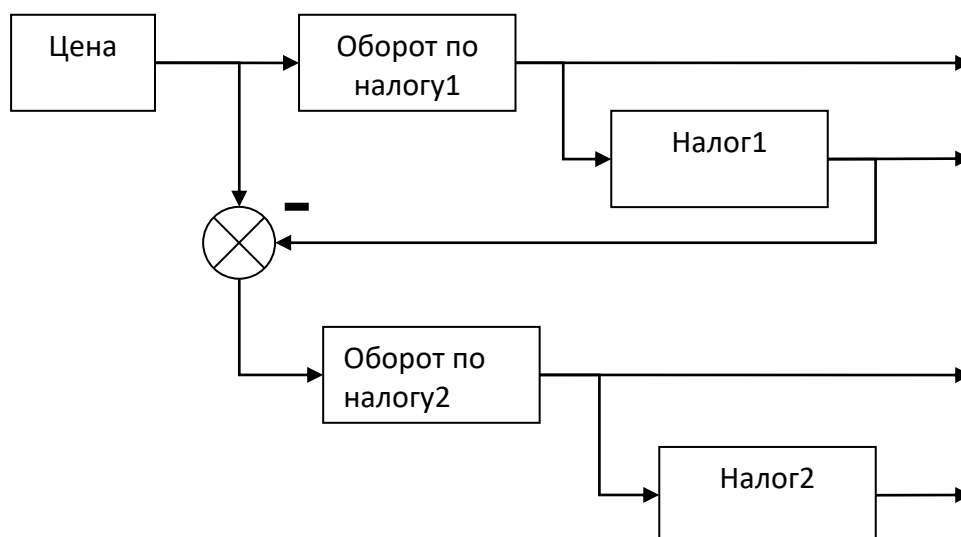 Цена
Оборот по
налогу1
Налог1
-
Оборот по
налогу2
Налог2